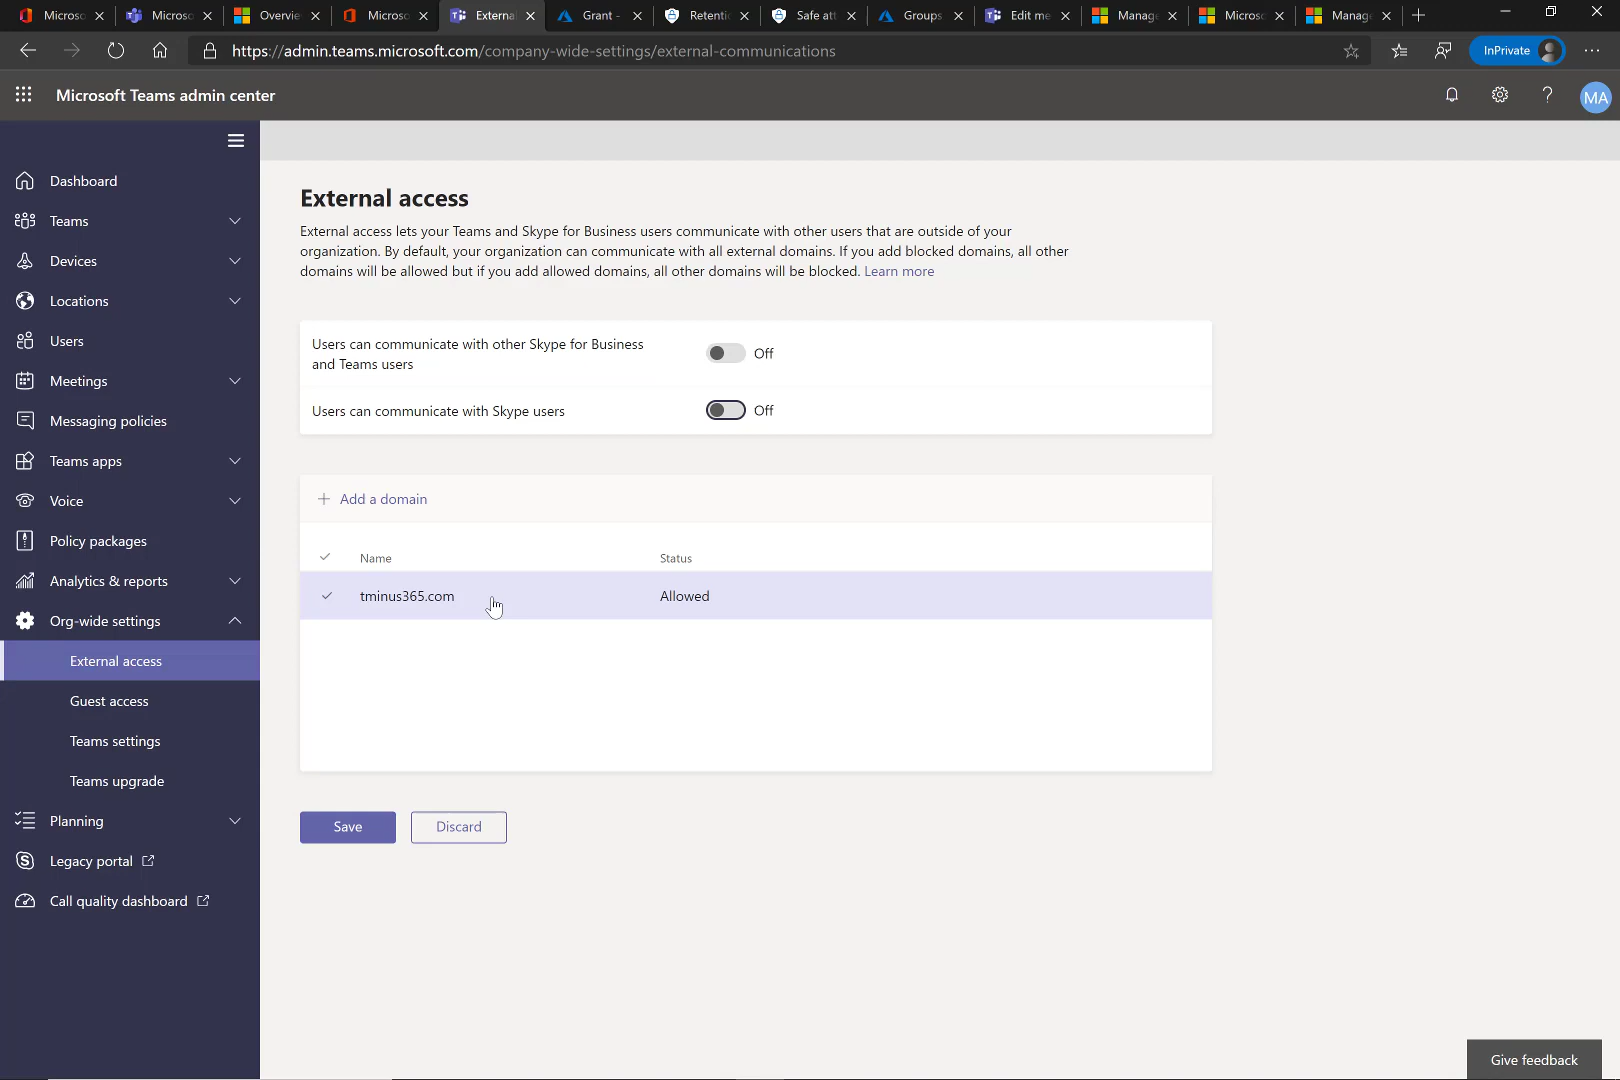 Microsc
Microsc
Overvie
Microsc
External
Grant -
Retentic
Safe att
Groups
Edit me
Manage
Microsc
Manage
https://admin.teams.microsoft.com/company-wide-settings/external-communications
InPrivate
Microsoft Teams admin center
?
MA
Dashboard
Teams
Devices
Locations
Users
Meetings
Messaging policies
Teams apps
Voice
Policy packages
Analytics & reports
Org-wide settings
External access
Guest access
Teams settings
Teams upgrade
Planning
Legacy portal
Call quality dashboard
External access
External access lets your Teams and Skype for Business users communicate with other users that are outside of your
organization. By default, your organization can communicate with all external domains. If you add blocked domains, all other
domains will be allowed but if you add allowed domains, all other domains will be blocked. Learn more
Users can communicate with other Skype for Business
and Teams users
Off
Users can communicate with Skype users
Off
+ Add a domain
Name Status
tminus365.com Allowed
Save
Discard
Give feedback